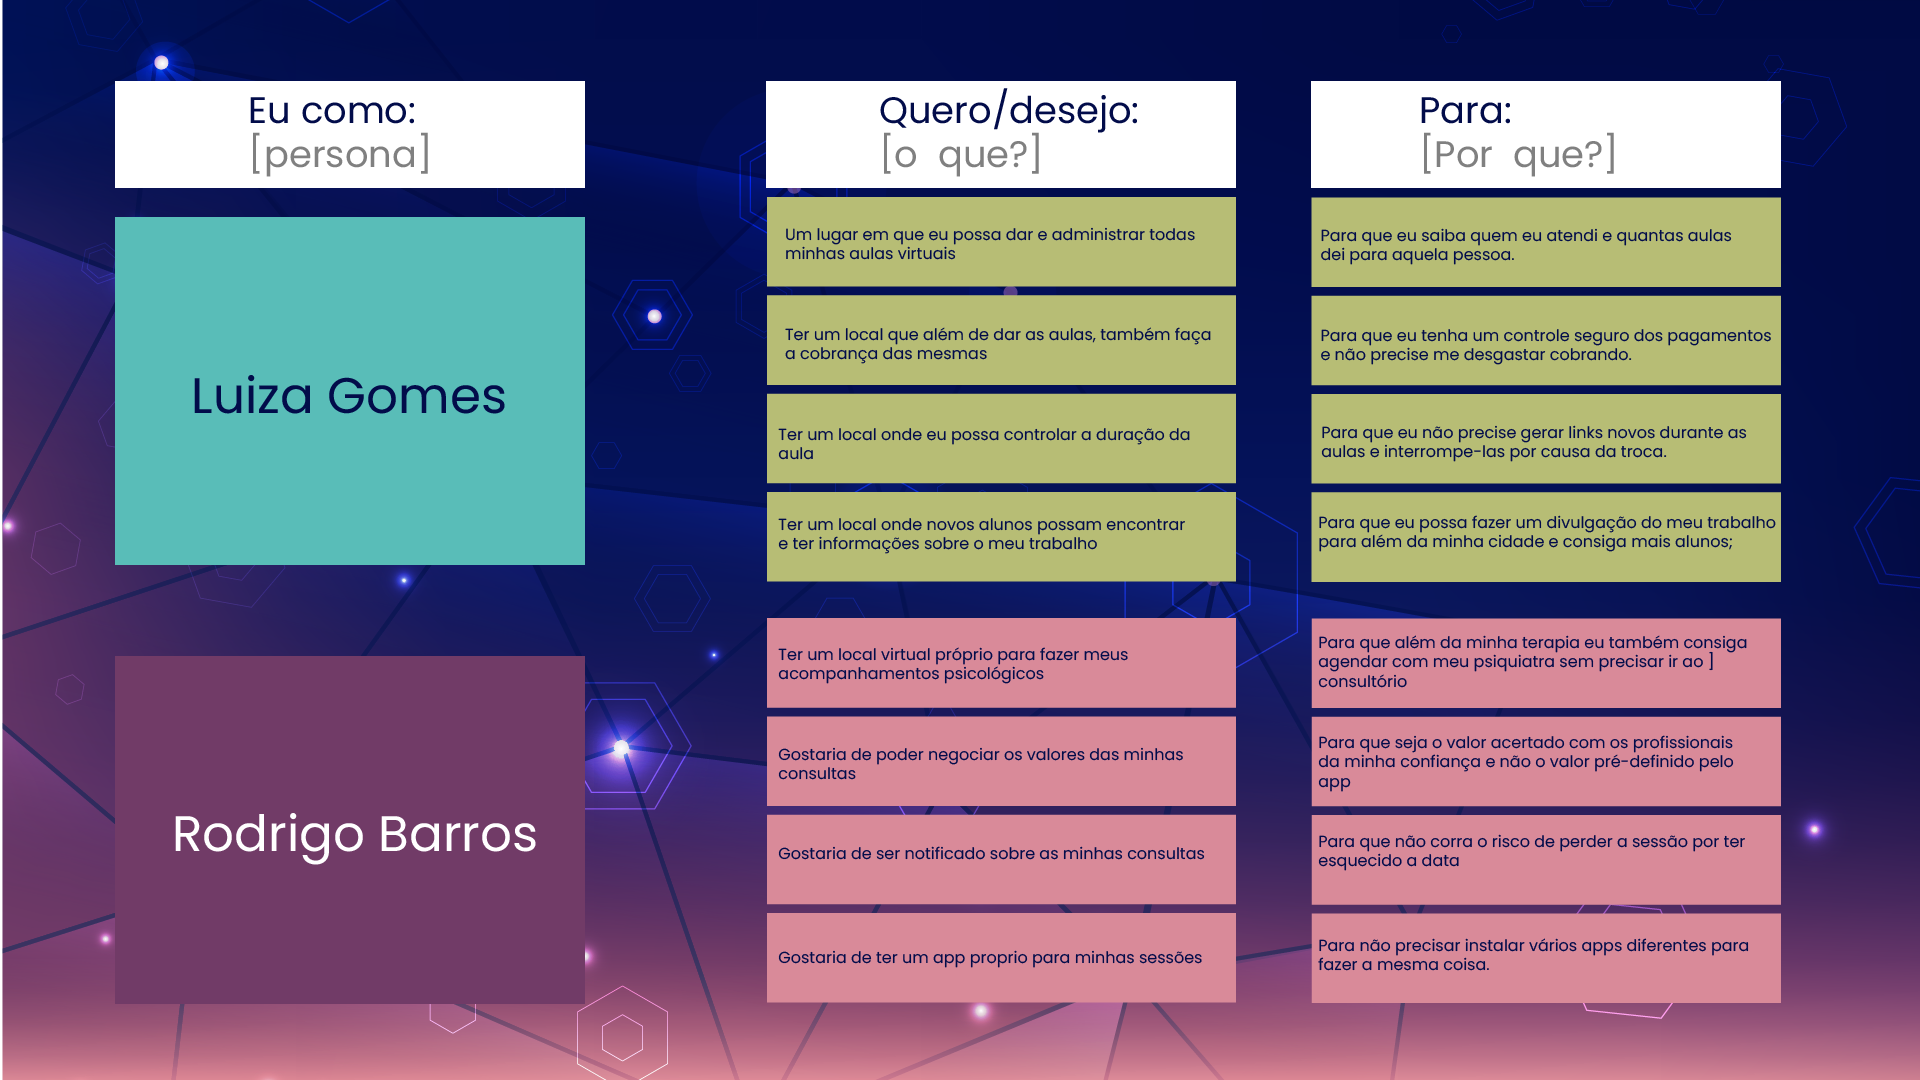 Eu como:
[persona]
Quero/desejo:
[o que?]
Para:
[Por que?]
Luiza Gomes
Um lugar em que eu possa dar e administrar todas
minhas aulas virtuais
Para que eu saiba quem eu atendi e quantas aulas
dei para aquela pessoa.
Ter um local que além de dar as aulas, também faça
a cobrança das mesmas
Para que eu tenha um controle seguro dos pagamentos
e não precise me desgastar cobrando.
Ter um local onde eu possa controlar a duração da
aula
Para que eu não precise gerar links novos durante as
aulas e interrompe-las por causa da troca.
Ter um local onde novos alunos possam encontrar
e ter informações sobre o meu trabalho
Para que eu possa fazer um divulgação do meu trabalho
para além da minha cidade e consiga mais alunos;
Rodrigo Barros
Ter um local virtual próprio para fazer meus
acompanhamentos psicológicos
Para que além da minha terapia eu também consiga
agendar com meu psiquiatra sem precisar ir ao ]
consultório
Gostaria de poder negociar os valores das minhas
consultas
Para que seja o valor acertado com os profissionais
da minha confiança e não o valor pré-definido pelo
app
Gostaria de ser notificado sobre as minhas consultas
Para que não corra o risco de perder a sessão por ter
esquecido a data
Gostaria de ter um app proprio para minhas sessões
Para não precisar instalar vários apps diferentes para
fazer a mesma coisa.